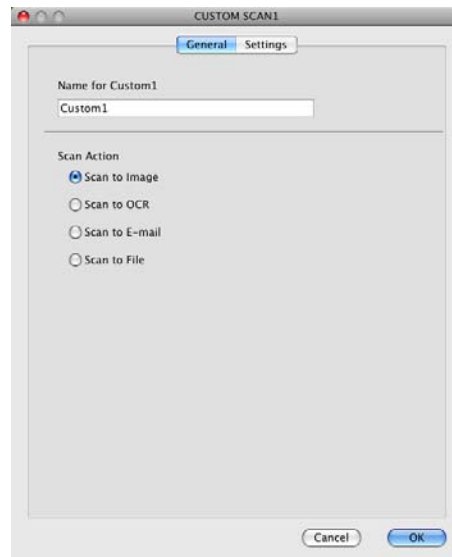 CUSTOM SCAN1
General Settings
Name for Custom1
Custom1
Scan Action
Scan to Image
Scan to OCR
Scan to E-mail
Scan to File
Cancel OK